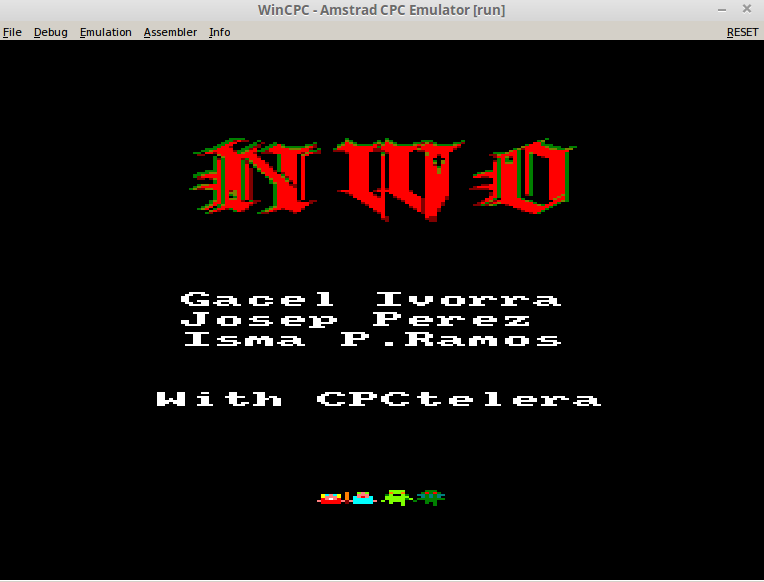 WinCPC - Amstrad CPC Emulator [run]
File Debug Emulation Assembler Info RESET
NWO
Gacel Ivorra
Josep Perez
Isma P.Ramos
With CPCtelera